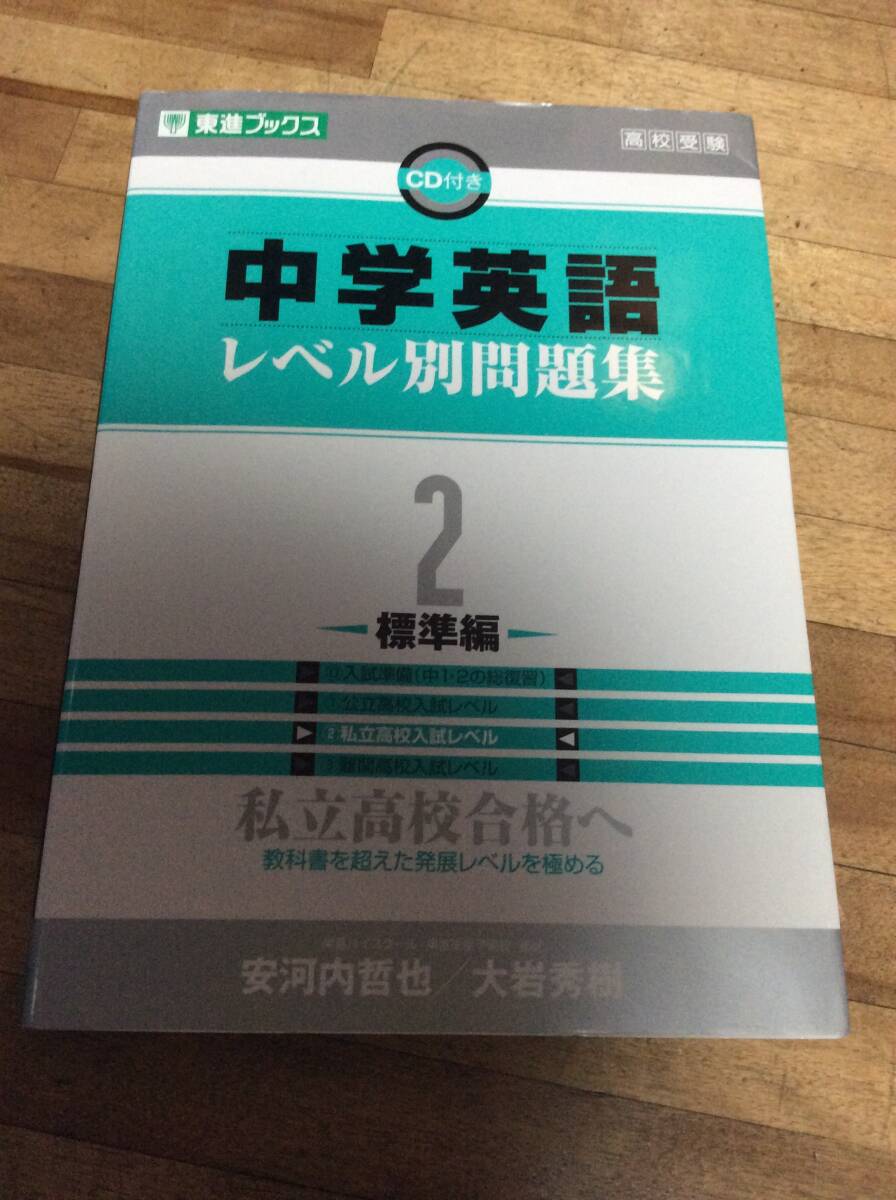 東進ブックス
高校受験
CD付き
中学英語
レベル別問題集
2
標準編
⓪入試準備(中1・2の総復習)
①公立高校入試レベル
②私立高校入試レベル
③難関高校入試レベル
私立高校合格へ
教科書を超えた発展レベルを極める
安河内哲也/大岩秀樹